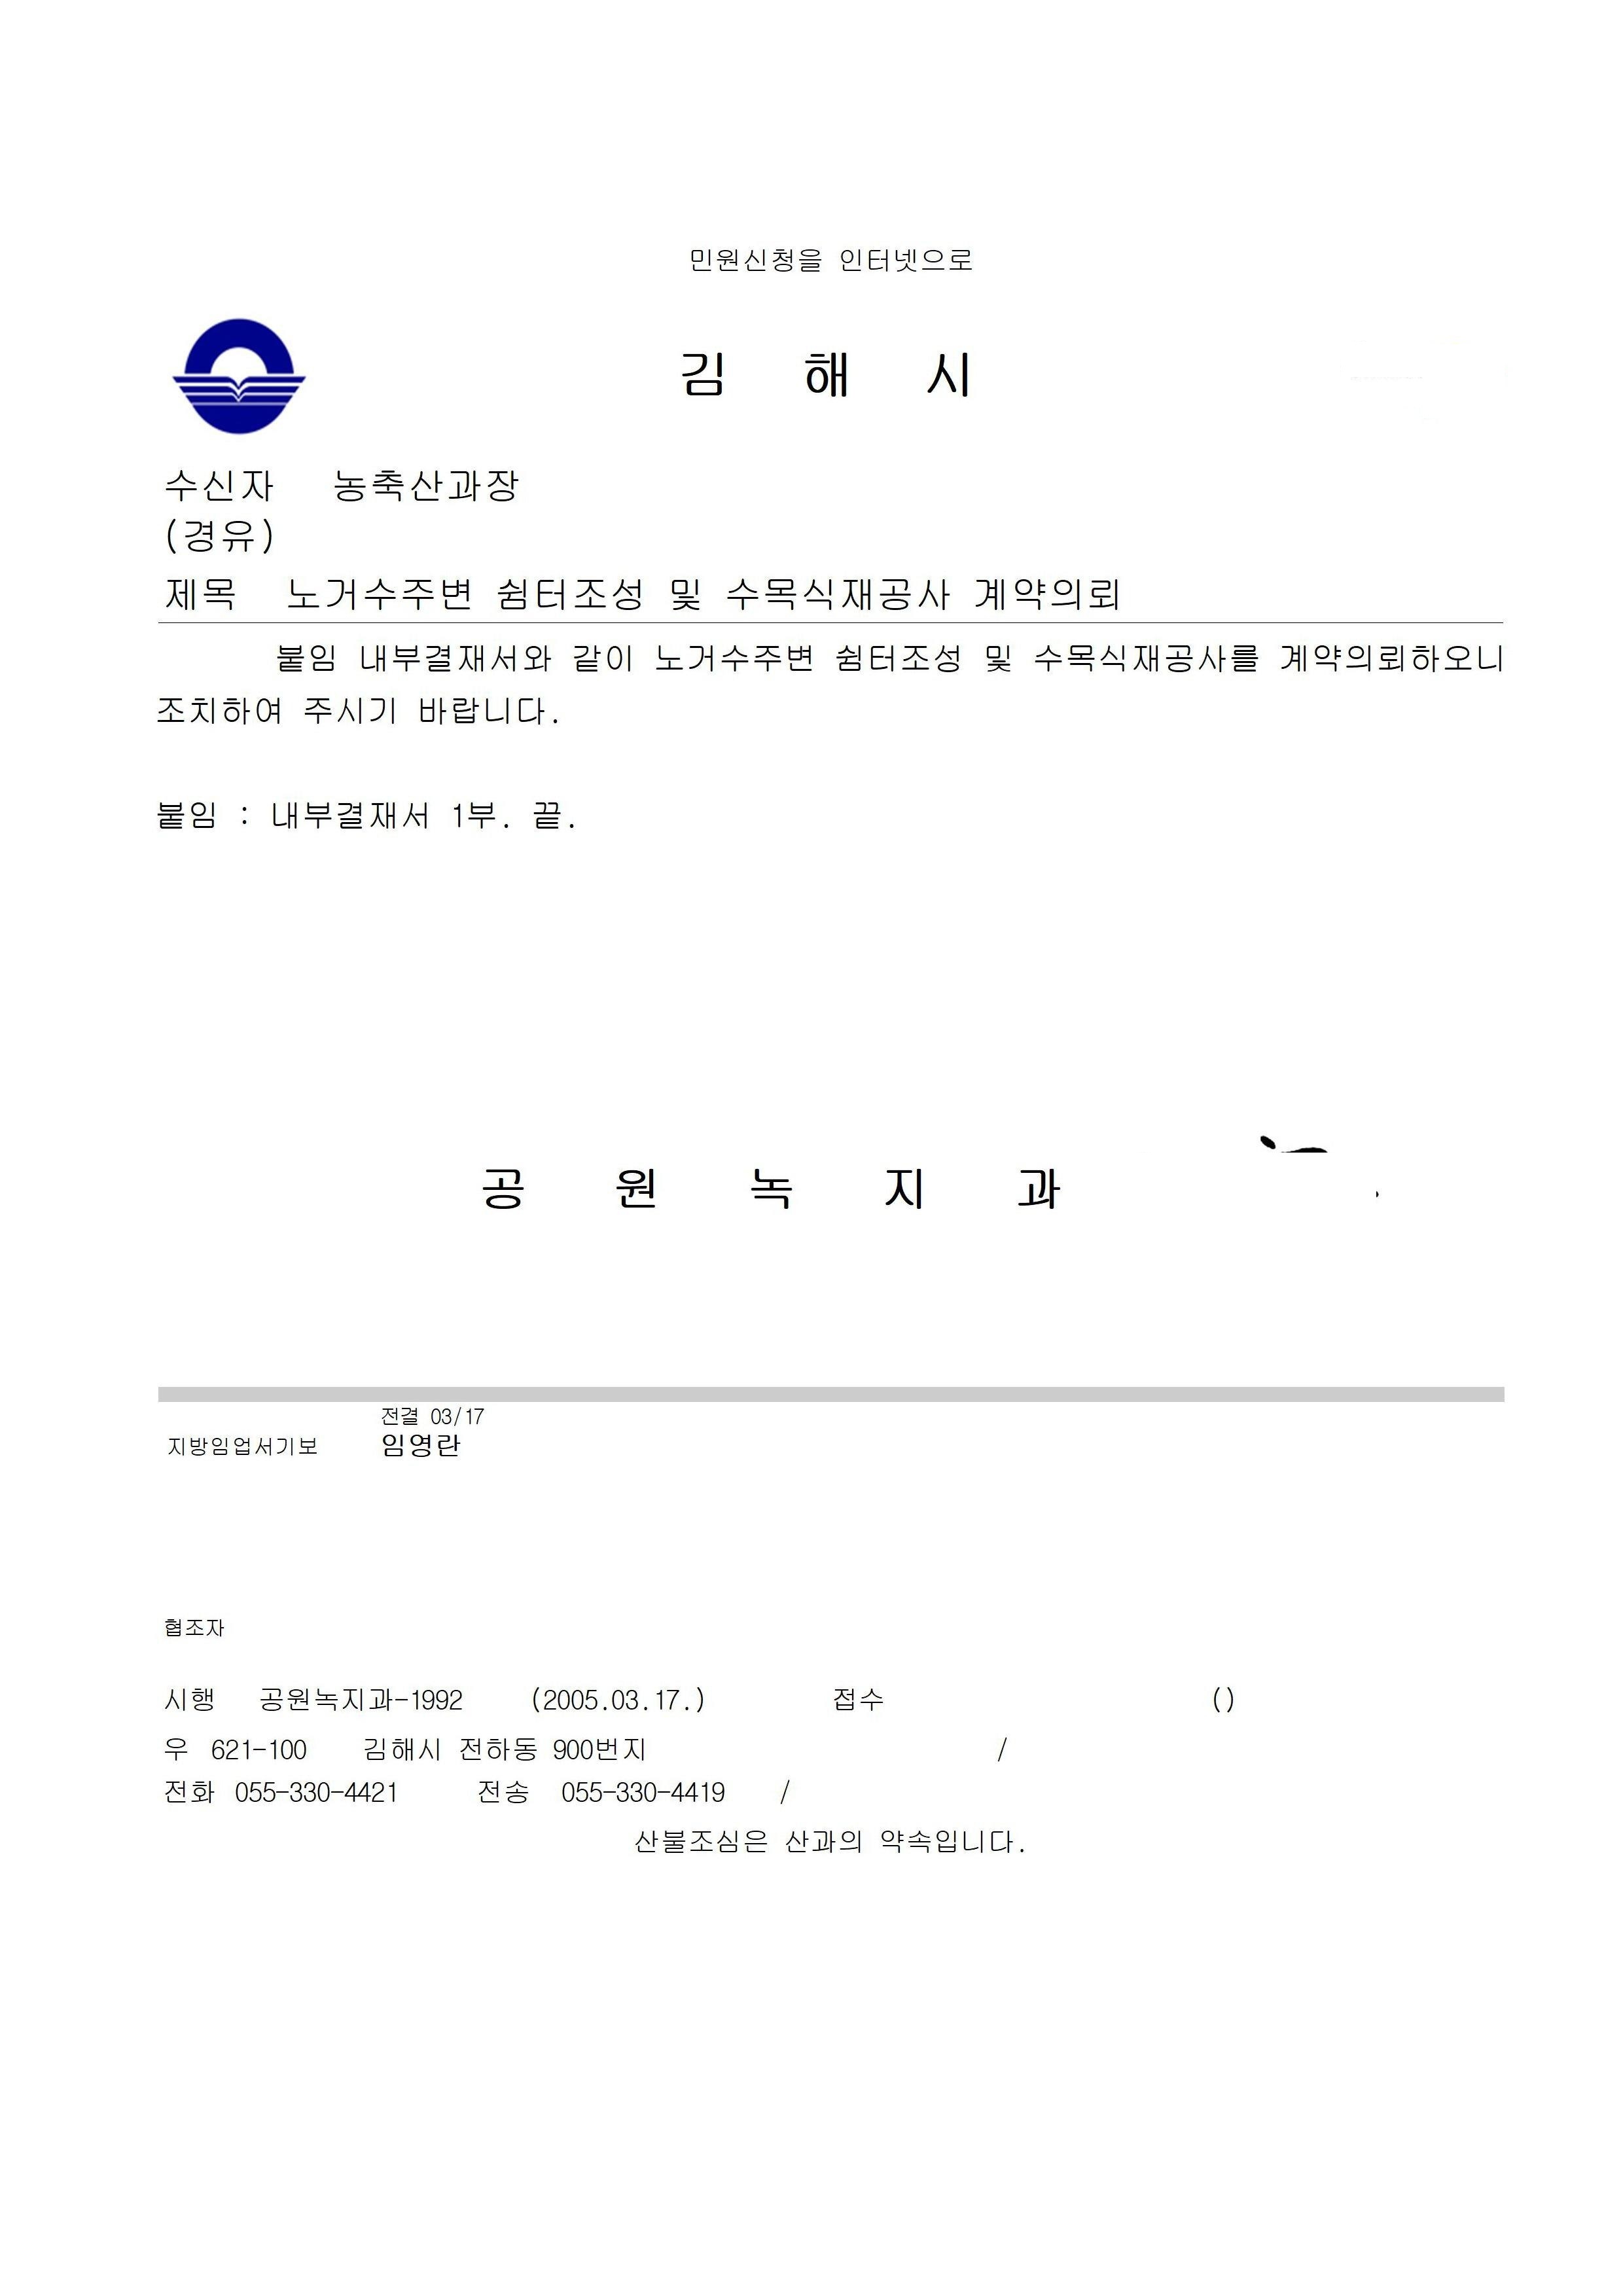 민원신청을 인터넷으로
김 해 시
수신자 농축산과장
(경유)
제목 노거수주변 쉼터조성 및 수목식재공사 계약의뢰
붙임 내부결재서와 같이 노거수주변 쉼터조성 및 수목식재공사를 계약의뢰하오니
조치하여 주시기 바랍니다.
붙임 : 내부결재서 1부. 끝.
공 원 녹 지 과
전결 03/17
지방임업서기보 임영란
협조자
시행 공원녹지과-1992 (2005.03.17.) 접수 ()
우 621-100 김해시 전하동 900번지 /
전화 055-330-4421 전송 055-330-4419 /
산불조심은 산과의 약속입니다.